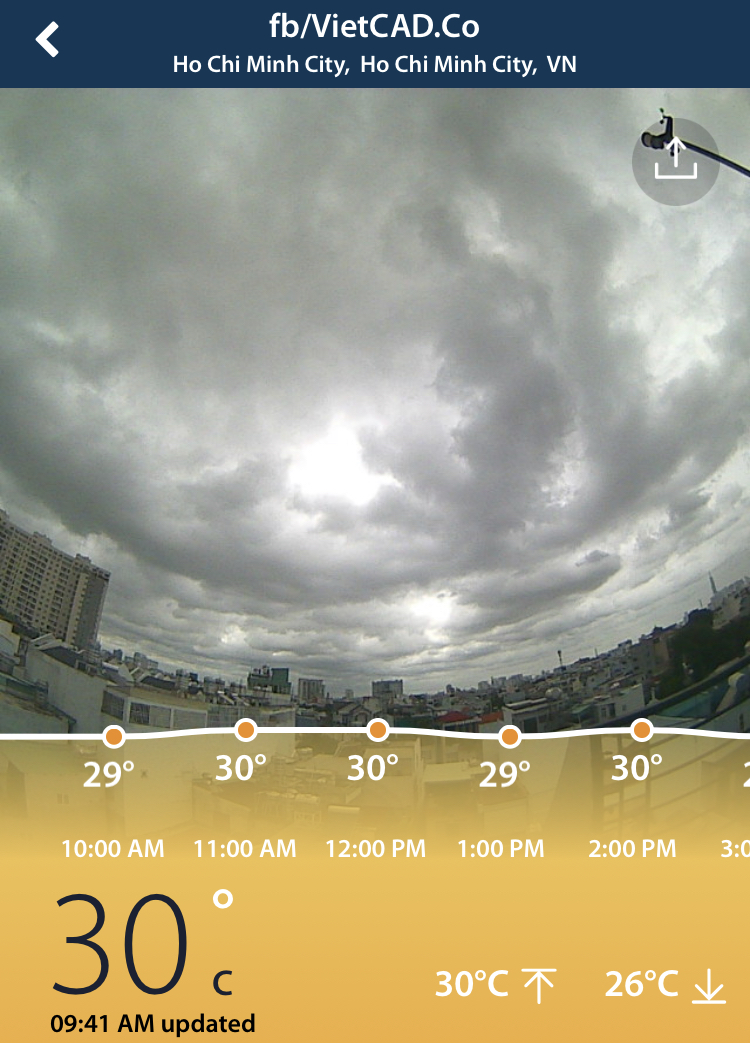 fb/VietCAD.Co
Ho Chi Minh City, Ho Chi Minh City, VN
29° 30° 30° 29° 30°
10:00 AM 11:00 AM 12:00 PM 1:00 PM 2:00 PM
30° C
30°C 26°C
09:41 AM updated